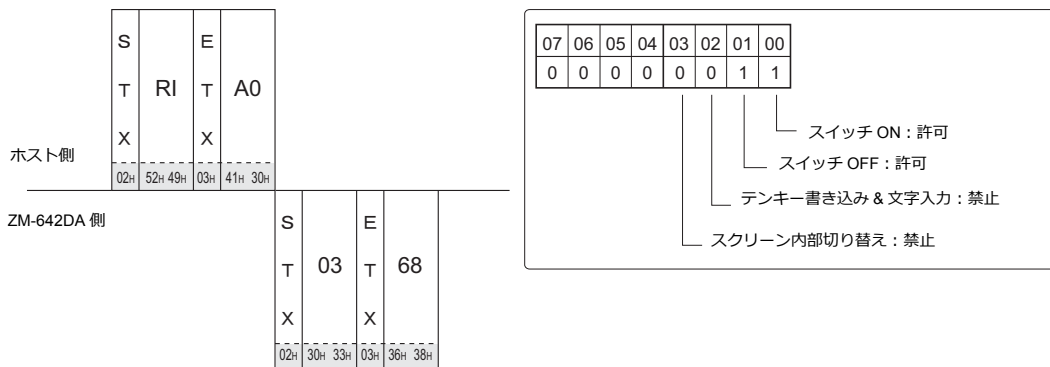 S T X
RI
E T X
A0
ホスト側
02H
52H 49H
03H
41H 30H
ZM-642DA 側
S T X
03
E T X
68
02H
30H 33H
03H
36H 38H
07 06 05 04 03 02 01 00
0 0 0 0 0 0 1 1
スイッチ ON：許可
スイッチ OFF：許可
テンキー書き込み & 文字入力：禁止
スクリーン内部切り替え：禁止